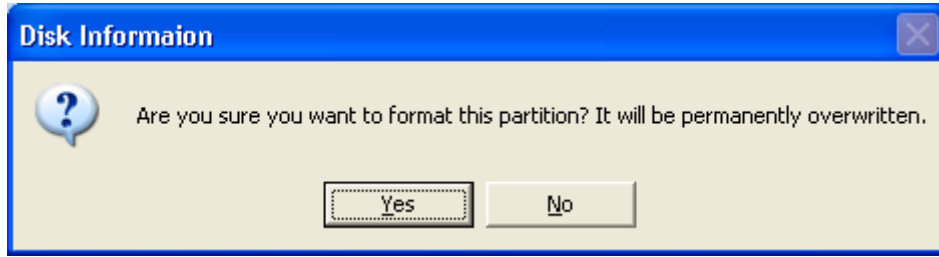 Disk Informaion
Are you sure you want to format this partition? It will be permanently overwritten.
Yes
No